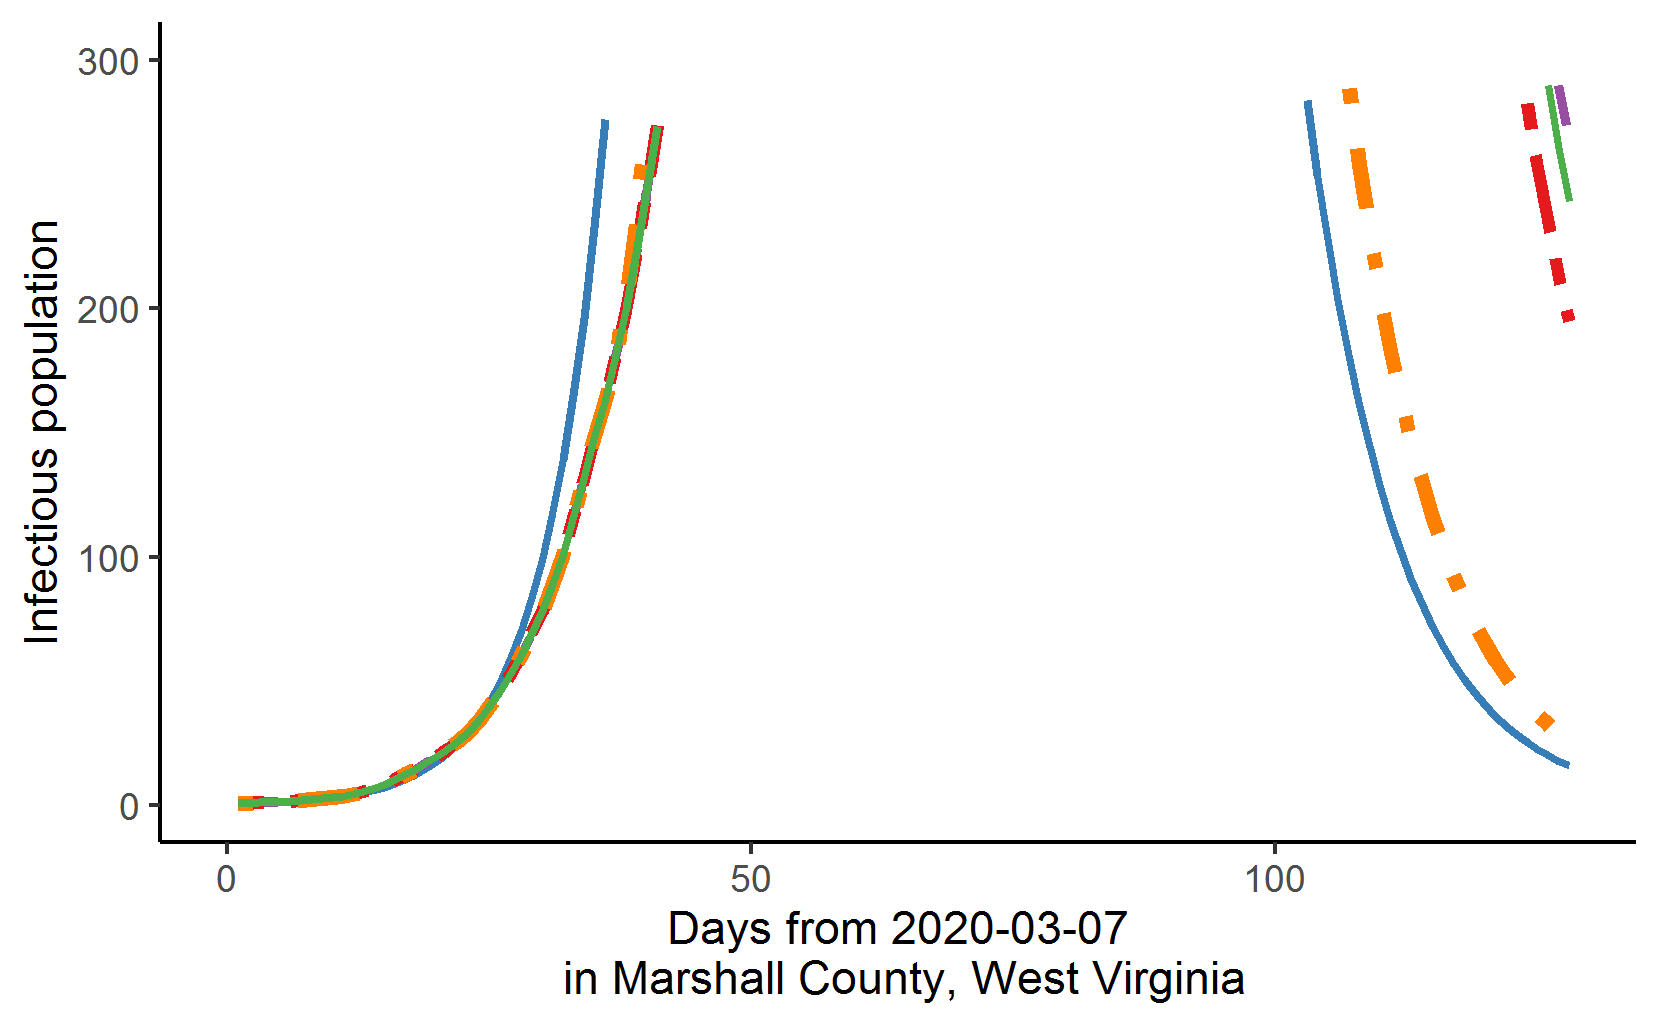 300
200
100
0
Infectious population
0 50 100
Days from 2020-03-07
in Marshall County, West Virginia